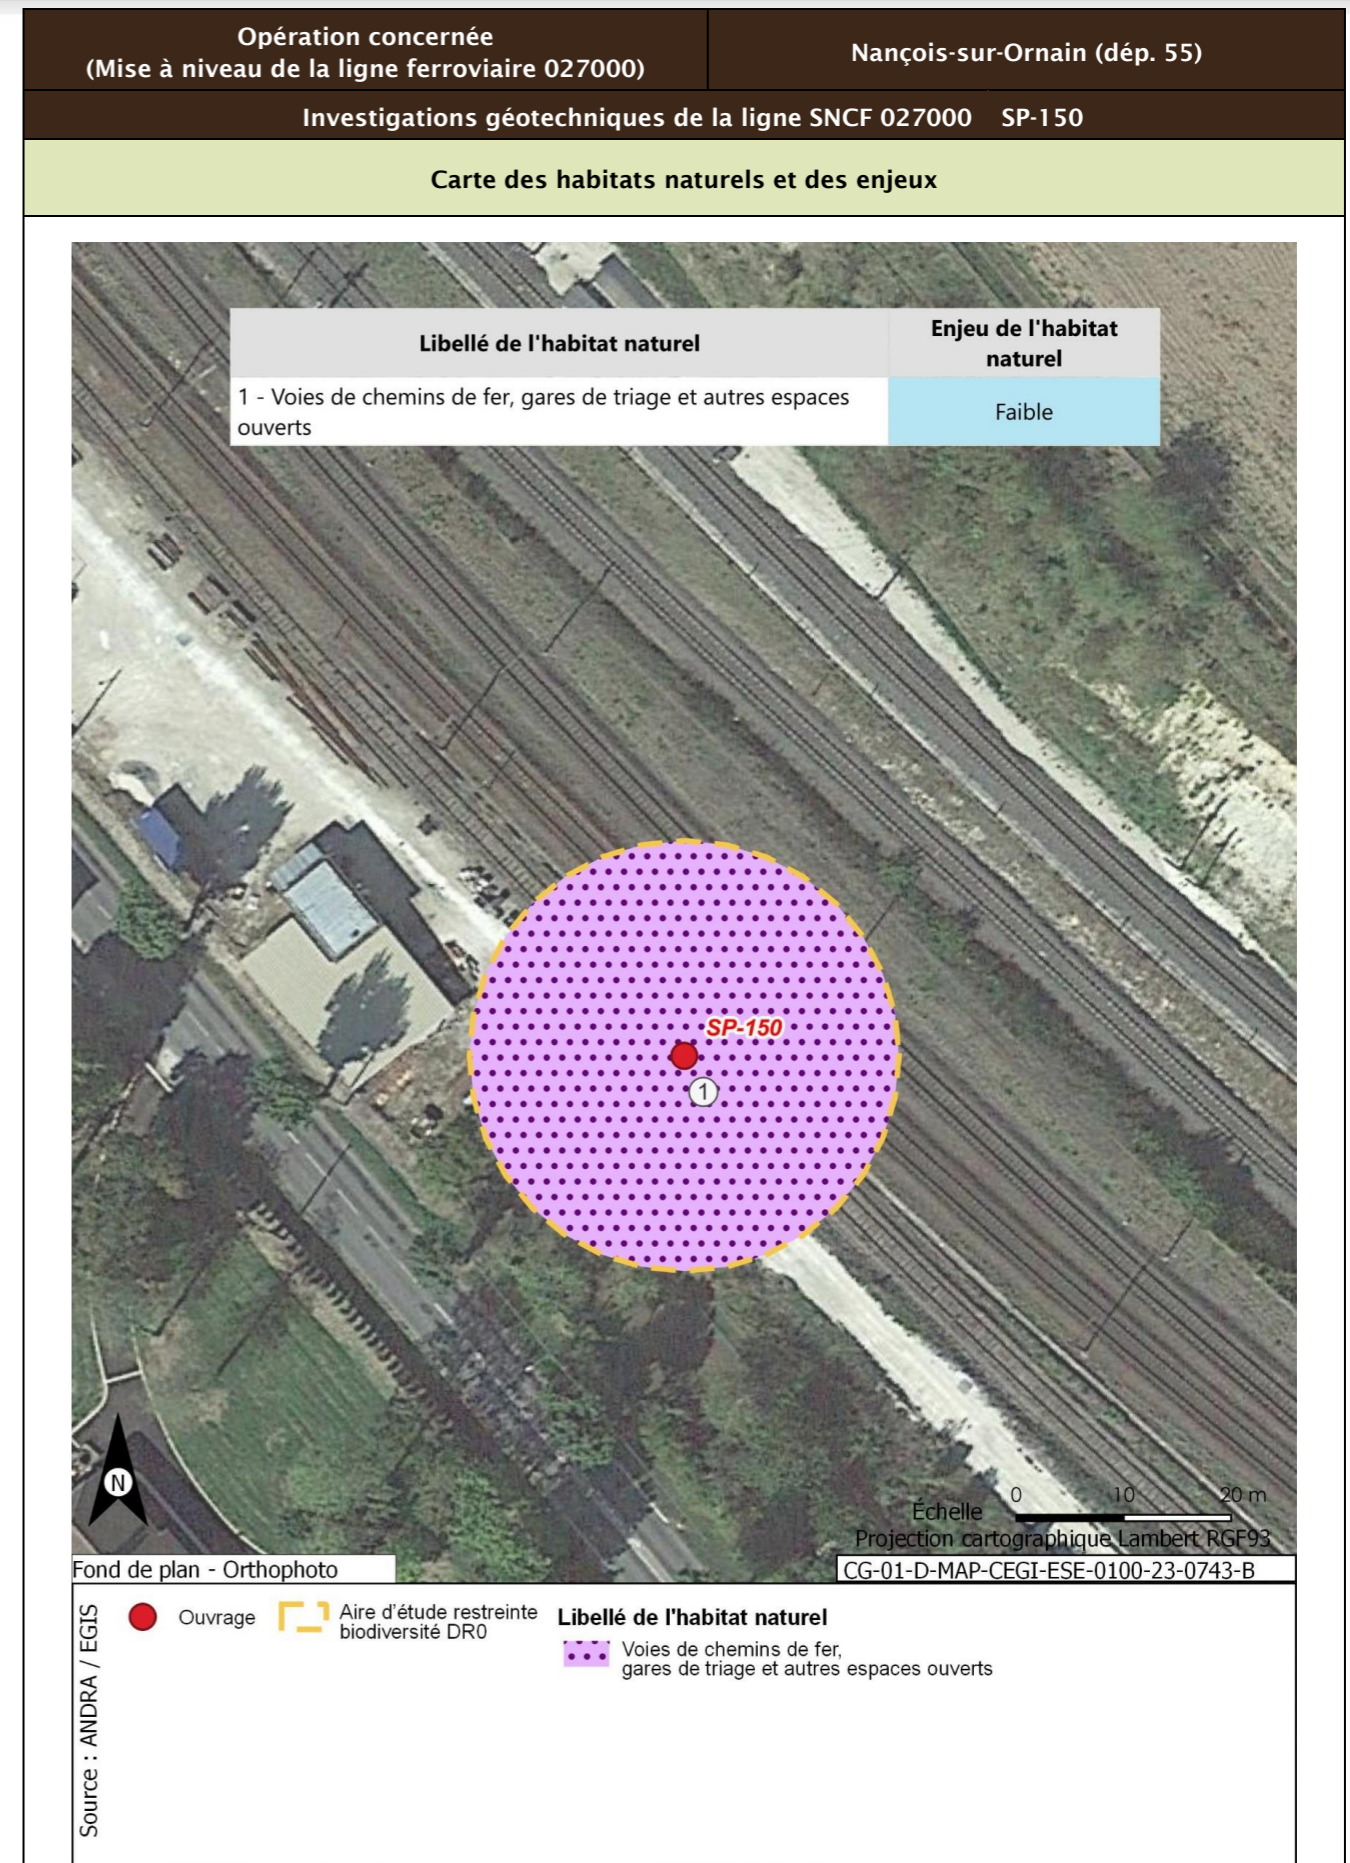 Opération concernée
(Mise à niveau de la ligne ferroviaire 027000)
Nançois-sur-Ornain (dép. 55)
Investigations géotechniques de la ligne SNCF 027000 SP-150
Carte des habitats naturels et des enjeux
Libellé de l'habitat naturel
Enjeu de l'habitat
naturel
1 - Voies de chemins de fer, gares de triage et autres espaces
ouverts
Faible
SP-150
1
N
0 10 20 m
Échelle
Projection cartographique Lambert RGF93
Fond de plan - Orthophoto
CG-01-D-MAP-CEGI-ESE-0100-23-0743-B
Source : ANDRA / EGIS
Ouvrage
Aire d'étude restreinte
biodiversité DR0
Libellé de l'habitat naturel
Voies de chemins de fer,
gares de triage et autres espaces ouverts